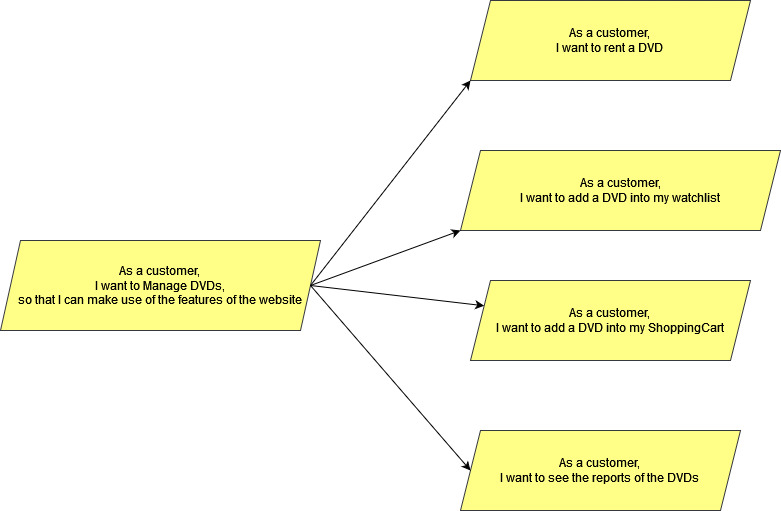 As a customer,
I want to rent a DVD
As a customer,
I want to add a DVD into my watchlist
As a customer,
I want to Manage DVDs,
so that I can make use of the features of the website
As a customer,
I want to add a DVD into my ShoppingCart
As a customer,
I want to see the reports of the DVDs